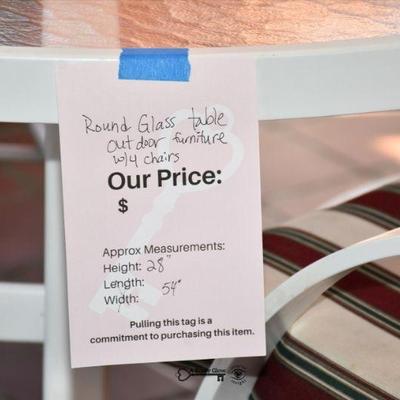 Round Glass table
outdoor furniture
w/4 chairs
Our Price:
$
Approx Measurements:
Height: 28"
Length:
Width: 54"
Pulling this tag is a
commitment to purchasing this item.